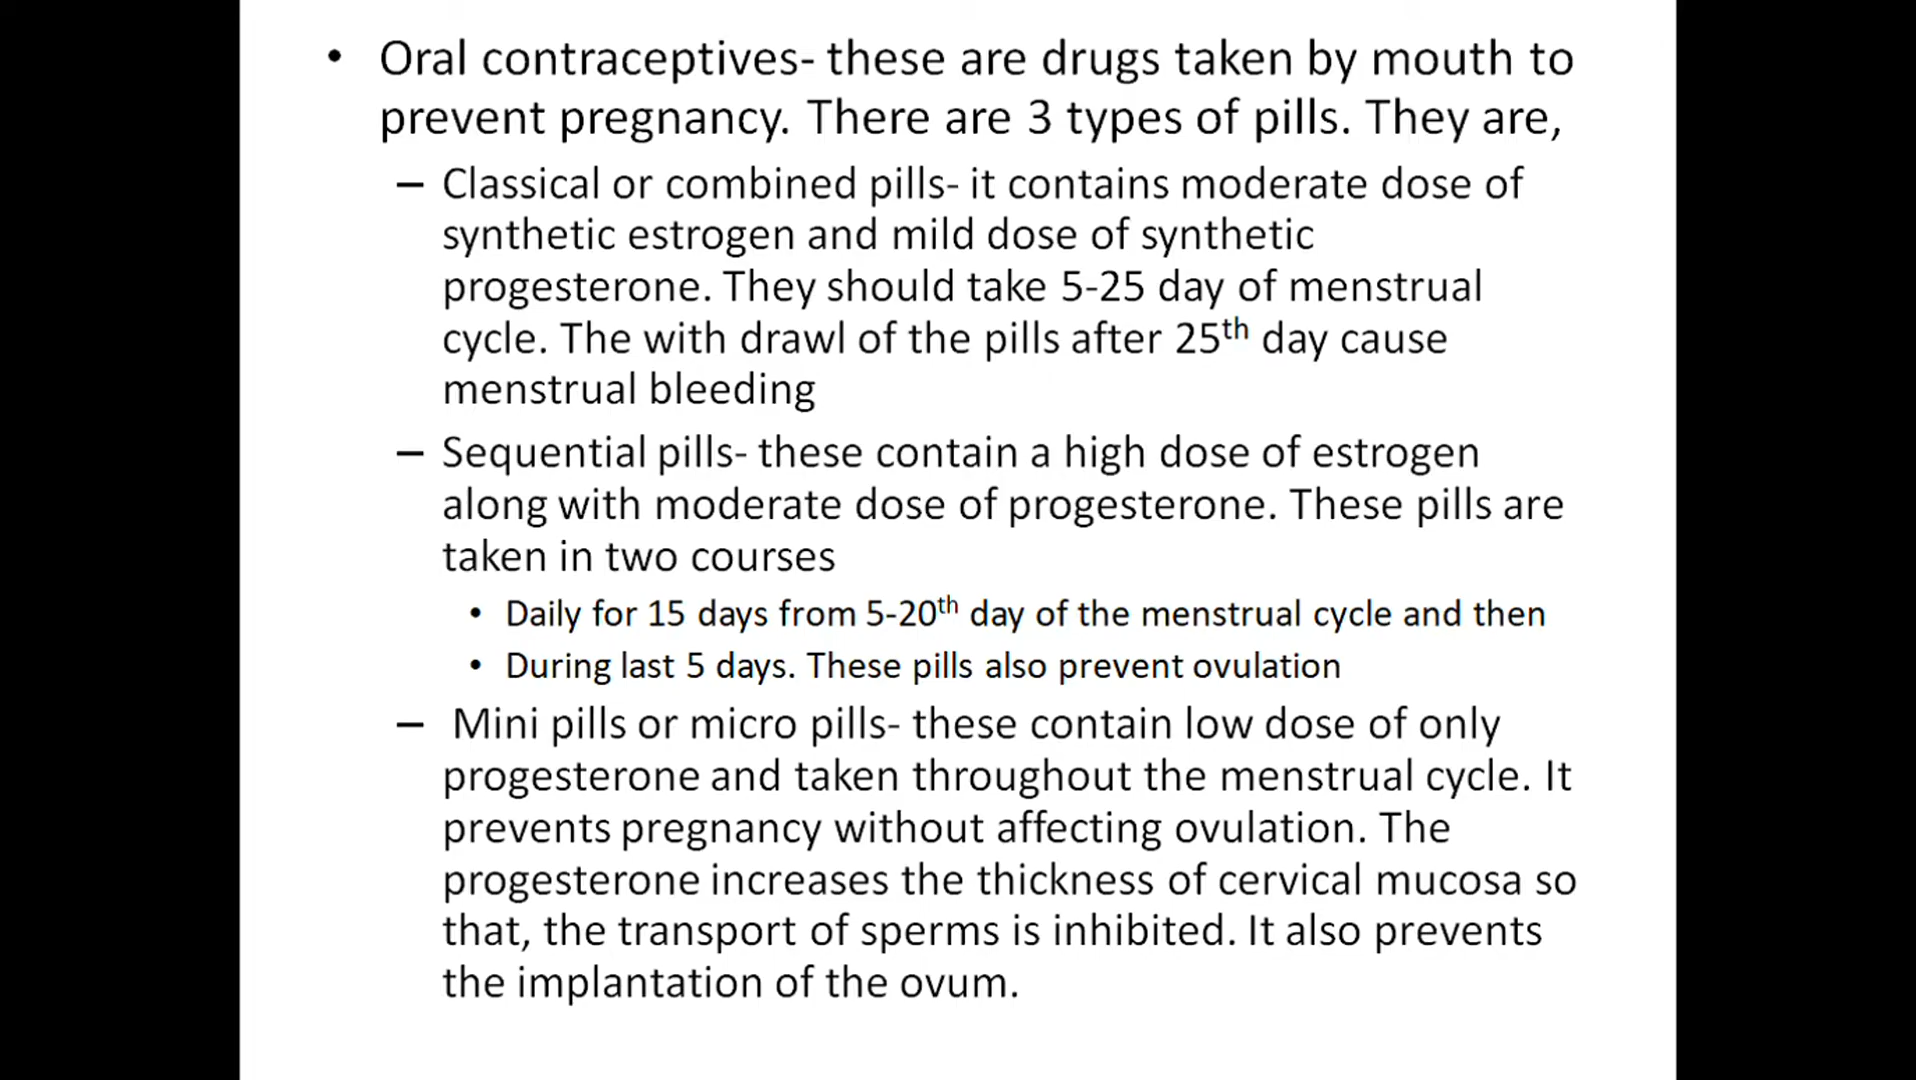 • Oral contraceptives- these are drugs taken by mouth to
prevent pregnancy. There are 3 types of pills. They are,
– Classical or combined pills- it contains moderate dose of
synthetic estrogen and mild dose of synthetic
progesterone. They should take 5-25 day of menstrual
cycle. The with drawl of the pills after 25th day cause
menstrual bleeding
– Sequential pills- these contain a high dose of estrogen
along with moderate dose of progesterone. These pills are
taken in two courses
• Daily for 15 days from 5-20th day of the menstrual cycle and then
• During last 5 days. These pills also prevent ovulation
– Mini pills or micro pills- these contain low dose of only
progesterone and taken throughout the menstrual cycle. It
prevents pregnancy without affecting ovulation. The
progesterone increases the thickness of cervical mucosa so
that, the transport of sperms is inhibited. It also prevents
the implantation of the ovum.